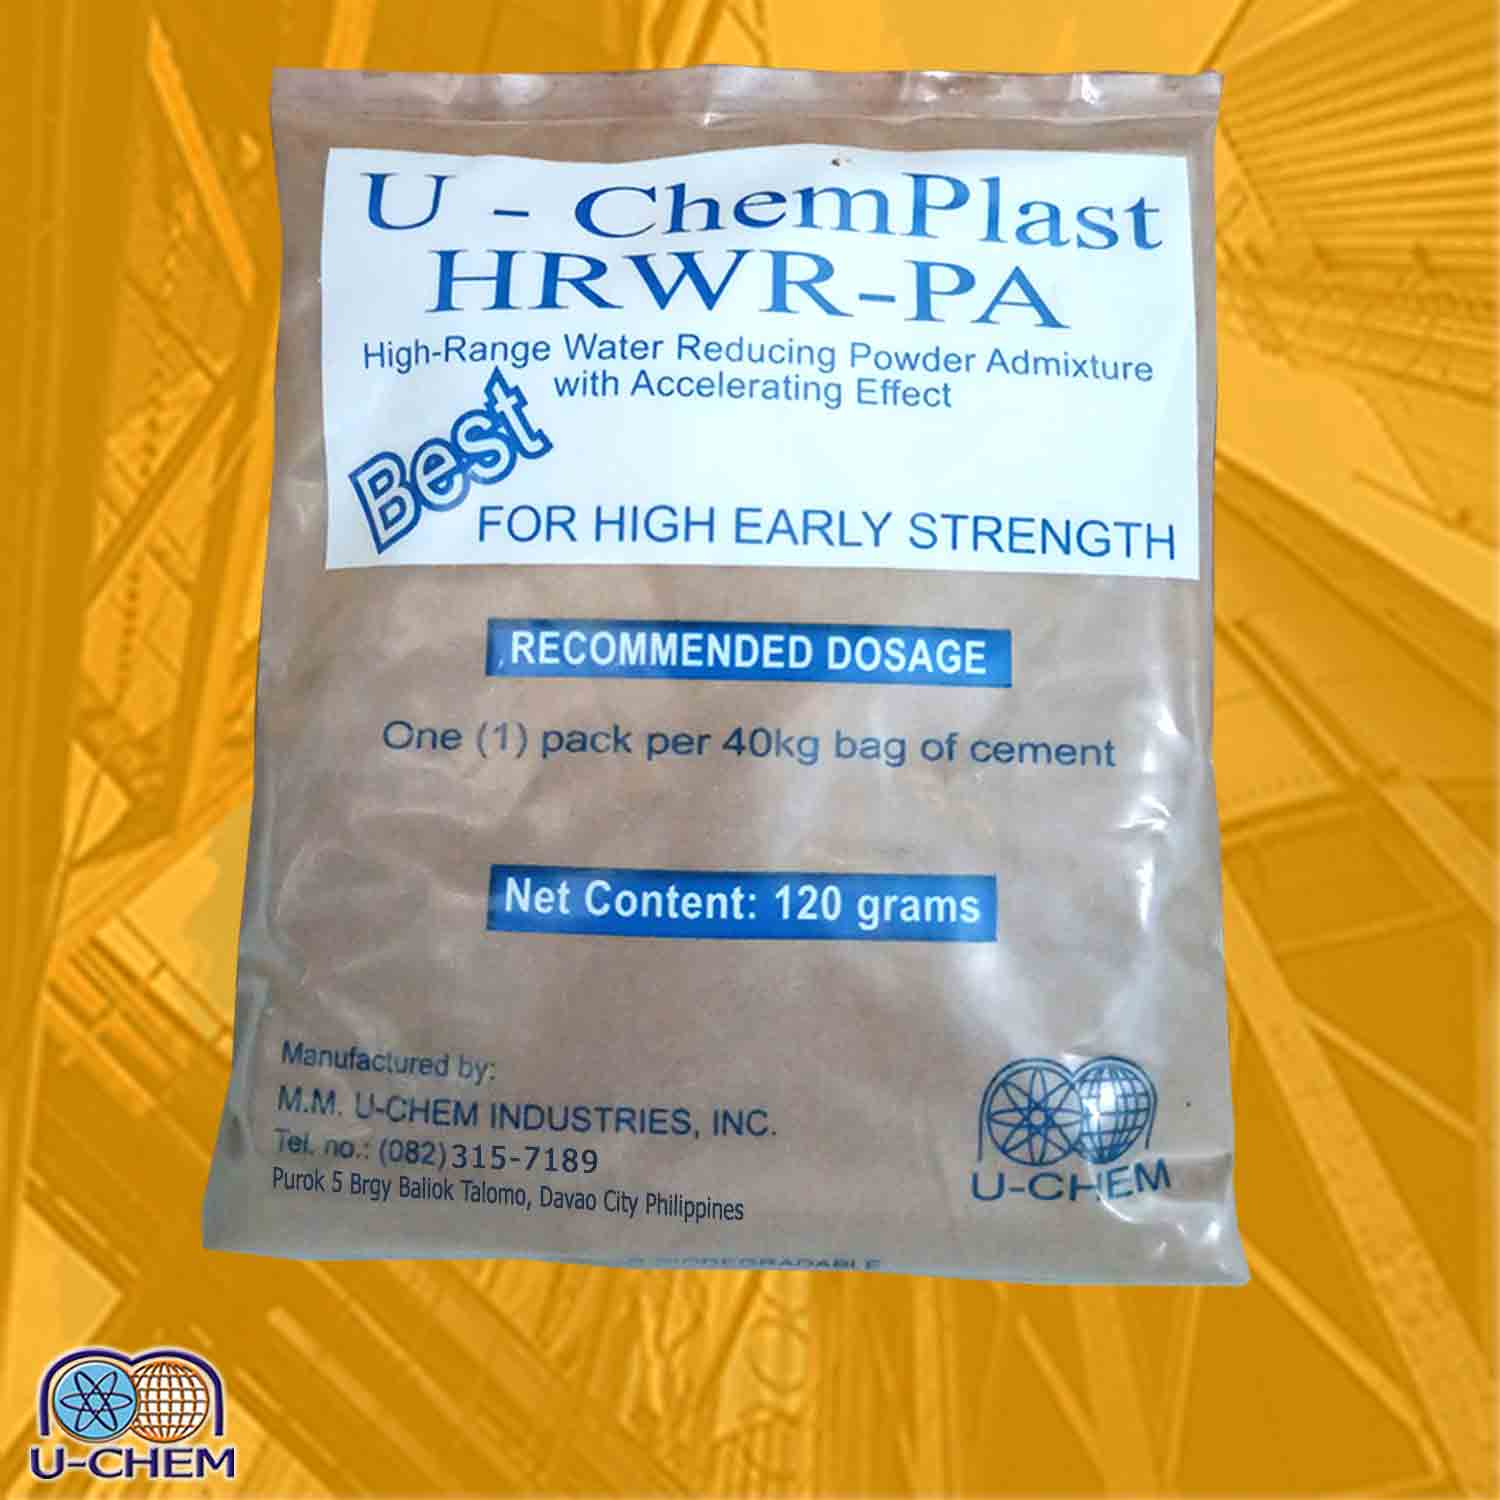 U - ChemPlast
HRWR-PA
High-Range Water Reducing Powder Admixture
with Accelerating Effect
Best
FOR HIGH EARLY STRENGTH
RECOMMENDED DOSAGE
One (1) pack per 40kg bag of cement
Net Content: 120 grams
Manufactured by:
M.M. U-CHEM INDUSTRIES, INC.
Tel. no.: (082)315-7189
Purok 5 Brgy Baliok Talomo, Davao City Philippines
U-CHEM
BIODEGRADABLE
U-CHEM